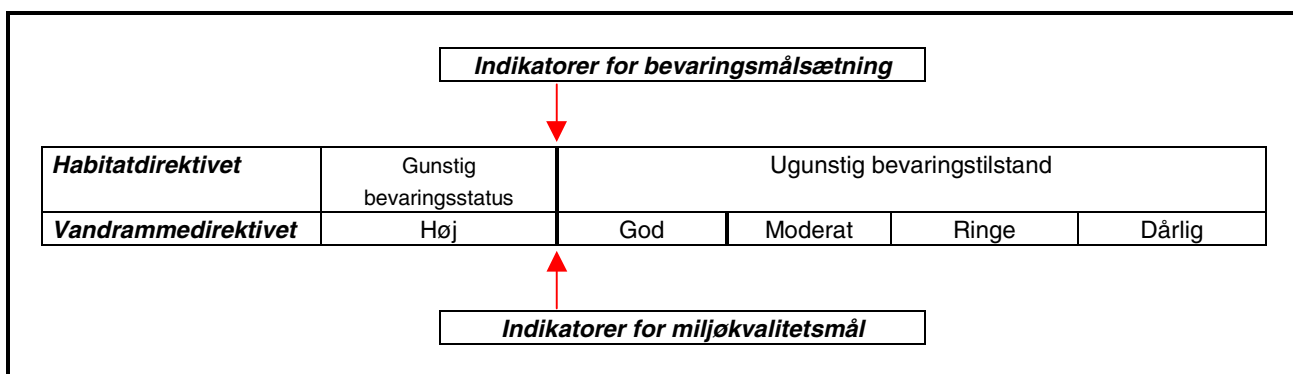 Indikatorer for bevaringsmålsætning
Habitatdirektivet Gunstig Ugunstig bevaringstilstand
bevaringsstatus
Vandrammedirektivet Høj God Moderat Ringe Dårlig
Indikatorer for miljøkvalitetsmål